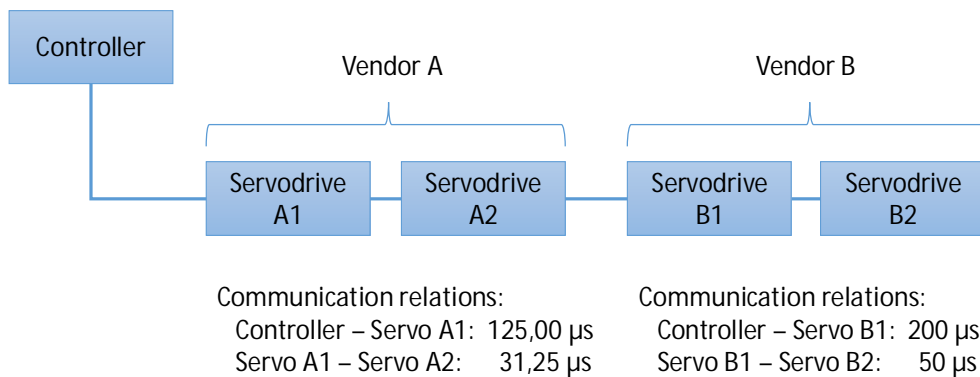 Controller
Vendor A
Vendor B
Servodrive
A1
Servodrive
A2
Servodrive
B1
Servodrive
B2
Communication relations:
Controller – Servo A1: 125,00 µs
Servo A1 – Servo A2: 31,25 µs
Communication relations:
Controller – Servo B1: 200 µs
Servo B1 – Servo B2: 50 µs